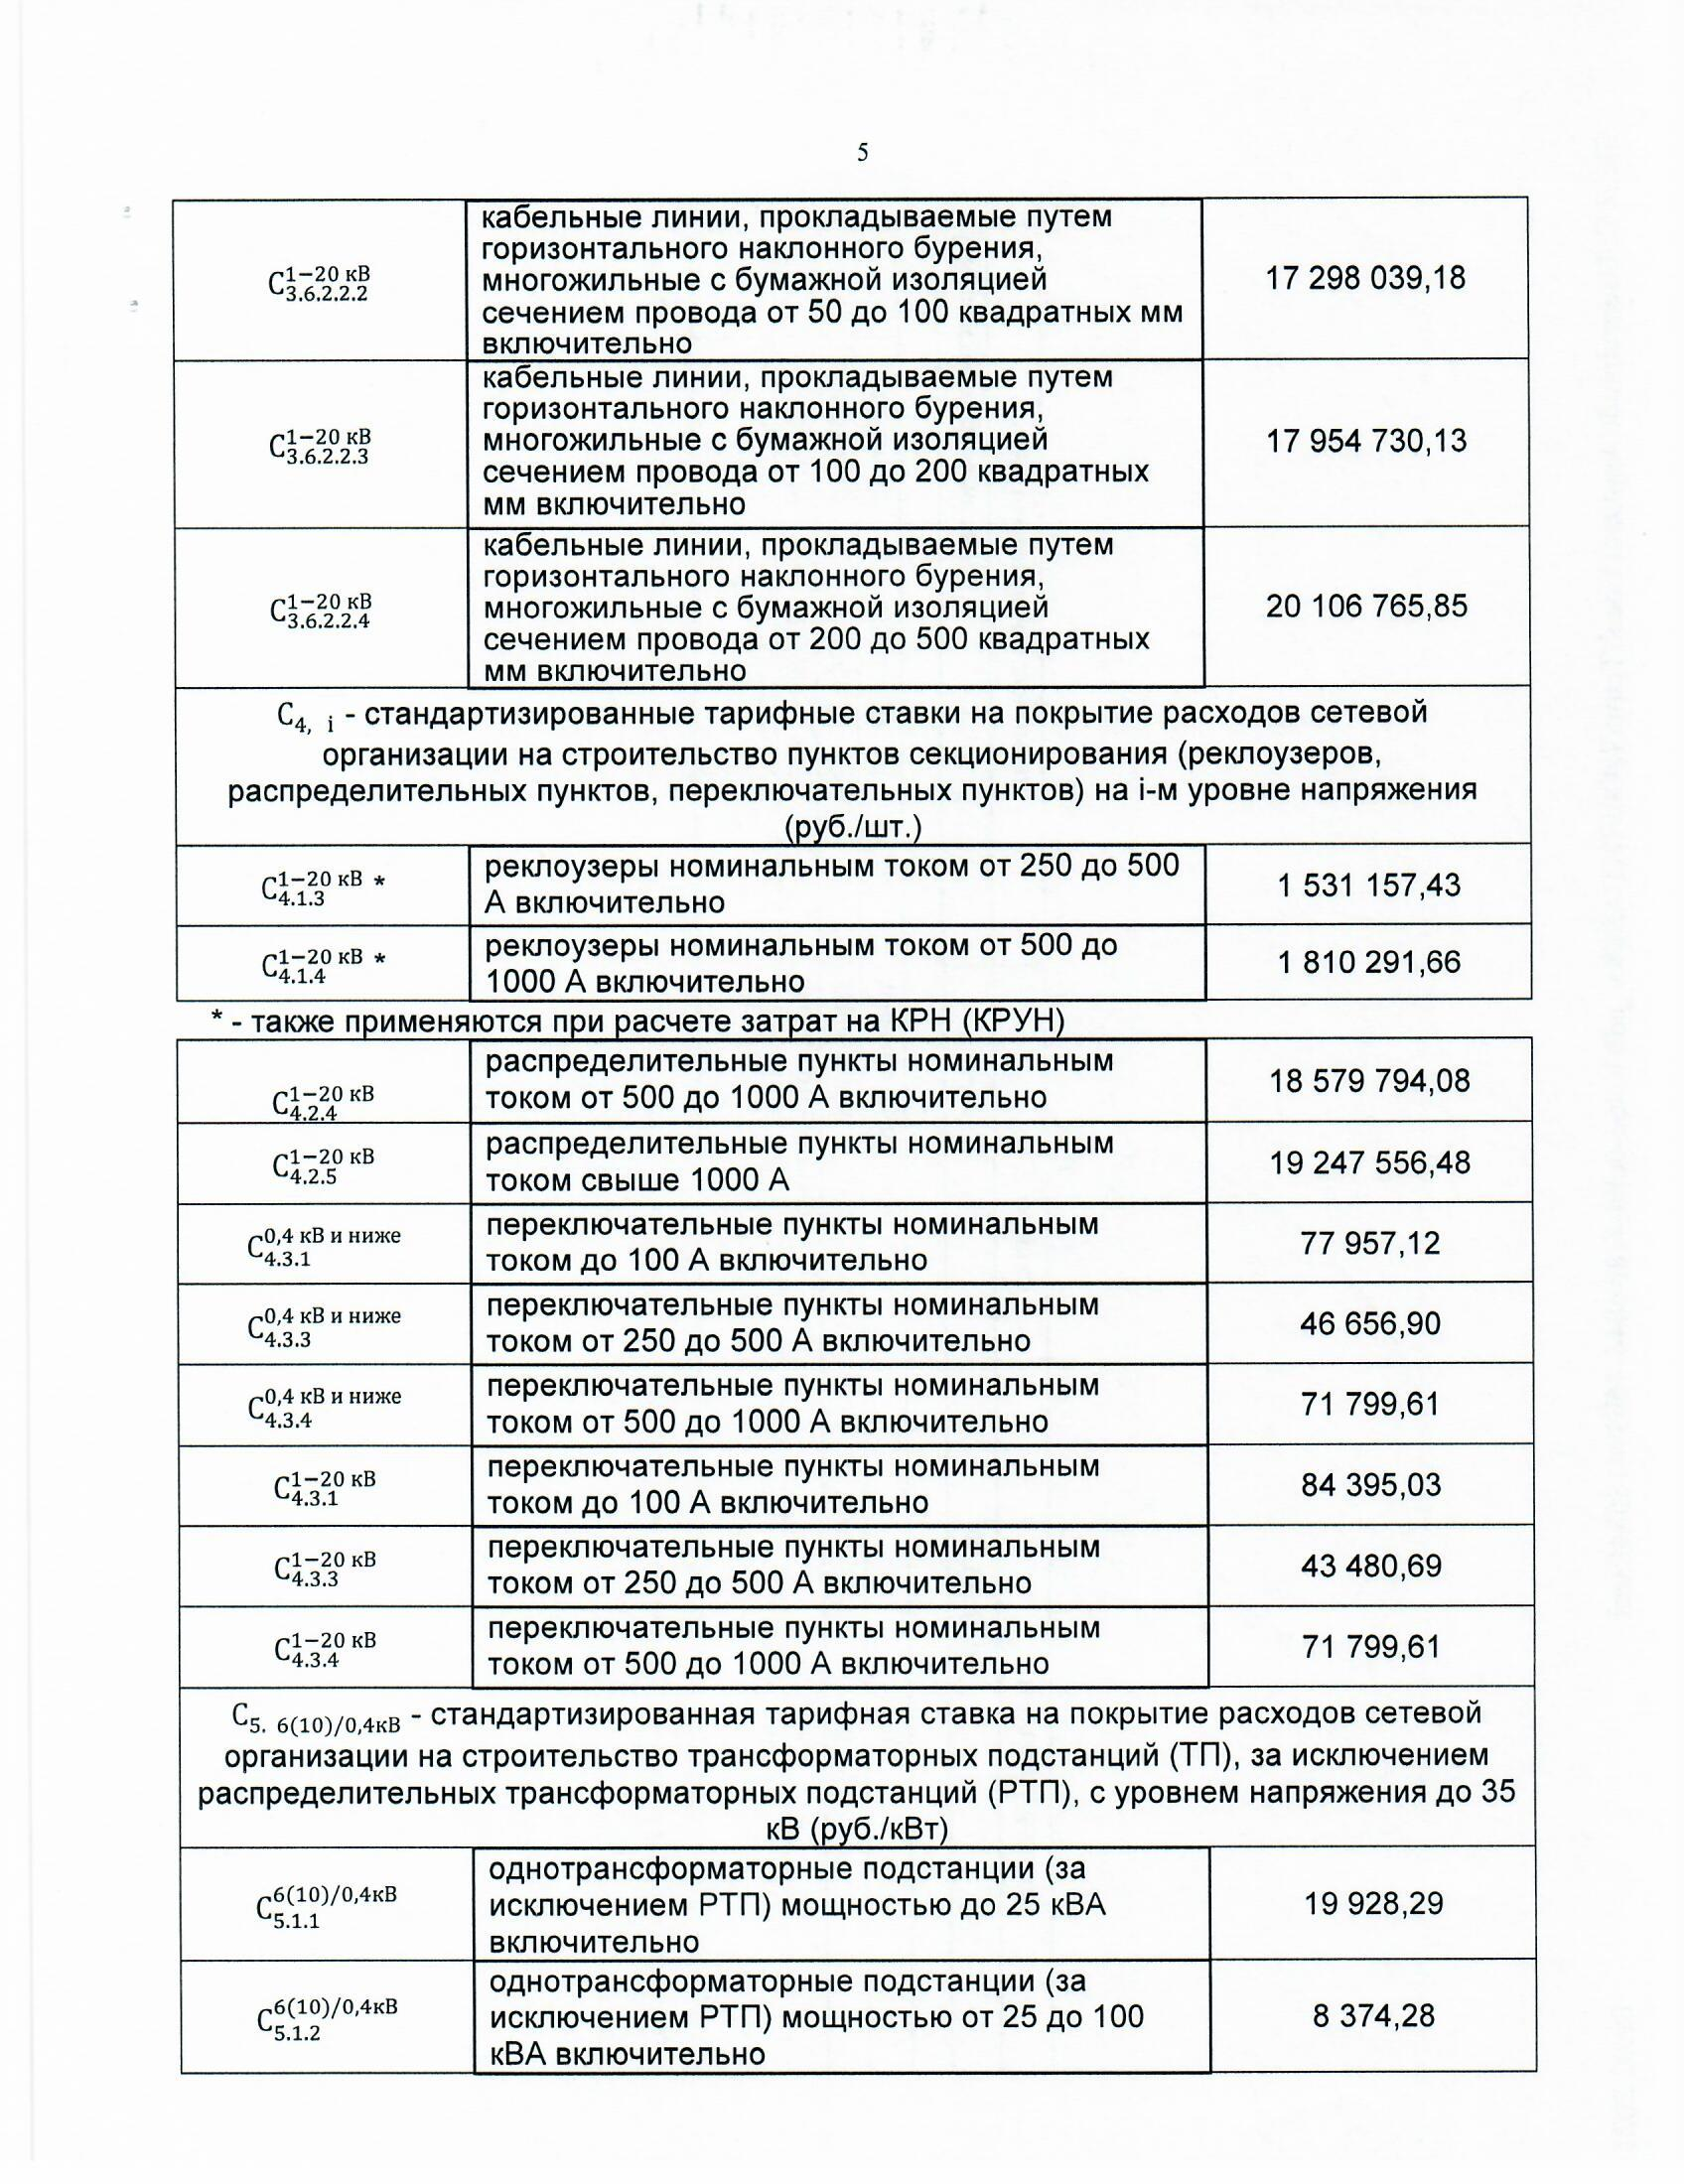 5
кабельные линии, прокладываемые путем
горизонтального наклонного бурения,
многожильные с бумажной изоляцией
сечением провода от 50 до 100 квадратных мм
включительно
C 1−20 кВ 3.6.2.2.2
17 298 039,18
кабельные линии, прокладываемые путем
горизонтального наклонного бурения,
многожильные с бумажной изоляцией
сечением провода от 100 до 200 квадратных
мм включительно
C 1−20 кВ 3.6.2.2.3
17 954 730,13
кабельные линии, прокладываемые путем
горизонтального наклонного бурения,
многожильные с бумажной изоляцией
сечением провода от 200 до 500 квадратных
мм включительно
C 1−20 кВ 3.6.2.2.4
20 106 765,85
C4, i - стандартизированные тарифные ставки на покрытие расходов сетевой
организации на строительство пунктов секционирования (реклоузеров,
распределительных пунктов, переключательных пунктов) на i-м уровне напряжения
(руб./шт.)
C 1−20 кВ 4.1.3 *
реклоузеры номинальным током от 250 до 500
А включительно
1 531 157,43
C 1−20 кВ 4.1.4 *
реклоузеры номинальным током от 500 до
1000 А включительно
1 810 291,66
* - также применяются при расчете затрат на КРН (КРУН)
C 1−20 кВ 4.2.4
распределительные пункты номинальным
током от 500 до 1000 А включительно
18 579 794,08
C 1−20 кВ 4.2.5
распределительные пункты номинальным
током свыше 1000 А
19 247 556,48
C 0,4 кВ и ниже 4.3.1
переключательные пункты номинальным
током до 100 А включительно
77 957,12
C 0,4 кВ и ниже 4.3.3
переключательные пункты номинальным
током от 250 до 500 А включительно
46 656,90
C 0,4 кВ и ниже 4.3.4
переключательные пункты номинальным
током от 500 до 1000 А включительно
71 799,61
C 1−20 кВ 4.3.1
переключательные пункты номинальным
током до 100 А включительно
84 395,03
C 1−20 кВ 4.3.3
переключательные пункты номинальным
током от 250 до 500 А включительно
43 480,69
C 1−20 кВ 4.3.4
переключательные пункты номинальным
током от 500 до 1000 А включительно
71 799,61
C5. 6(10)/0,4кВ - стандартизированная тарифная ставка на покрытие расходов сетевой
организации на строительство трансформаторных подстанций (ТП), за исключением
распределительных трансформаторных подстанций (РТП), с уровнем напряжения до 35
кВ (руб./кВт)
C 6(10)/0,4кВ 5.1.1
однотрансформаторные подстанции (за
исключением РТП) мощностью до 25 кВА
включительно
19 928,29
C 6(10)/0,4кВ 5.1.2
однотрансформаторные подстанции (за
исключением РТП) мощностью от 25 до 100
кВА включительно
8 374,28